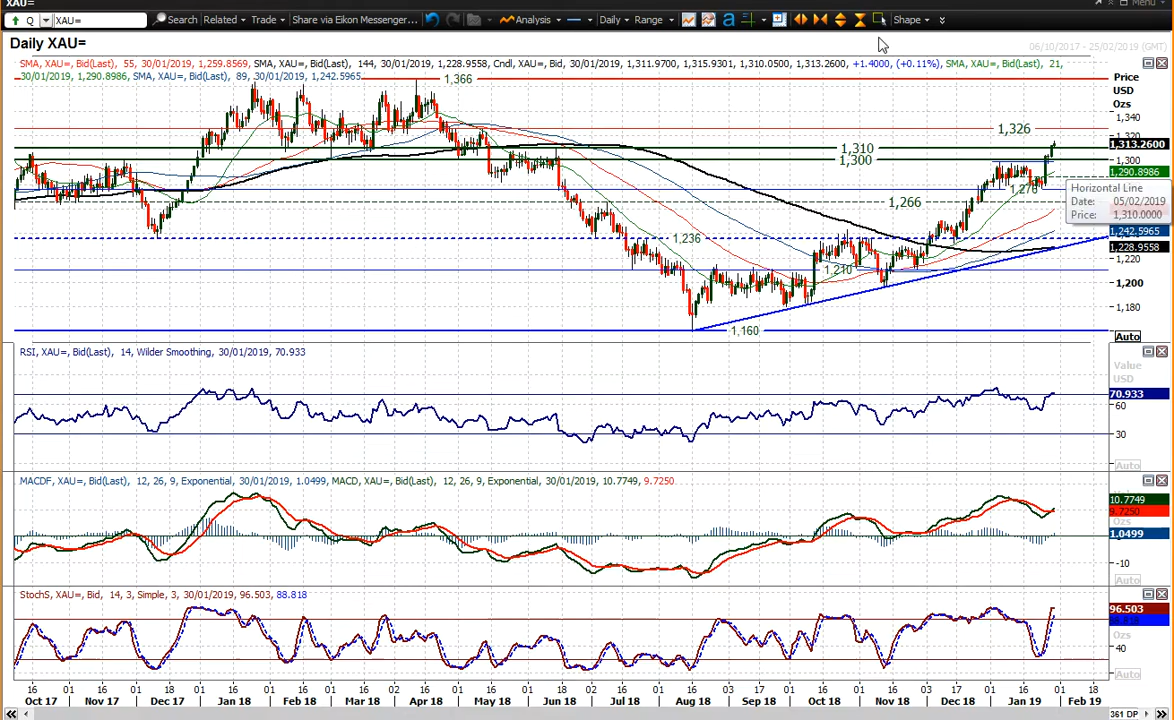 XAU=
Menu
Q XAU= Search Related Trade Share via Eikon Messenger... Analysis Daily Range a Shape
Daily XAU=
06/10/2017 - 25/02/2019 (GMT)
SMA, XAU=, Bid(Last), 55, 30/01/2019, 1,259.8569, SMA, XAU=, Bid(Last), 144, 30/01/2019, 1,228.9558, Cndl, XAU=, Bid, 30/01/2019, 1,311.9700, 1,315.9301, 1,310.0500, 1,313.2600, +1.4000, (+0.11%), SMA, XAU=, Bid(Last), 21,
30/01/2019, 1,290.8986, SMA, XAU=, Bid(Last), 89, 30/01/2019, 1,242.5965
Price
USD
Ozs
1,366
1,340
1,326
1,320
1,310
1,313.2600
1,300
1,300
1,290.8986
1,276
Horizontal Line
Date: 05/02/2019
Price: 1,310.0000
1,266
1,242.5965
1,236
1,228.9558
1,220
1,210
1,200
1,180
1,160
Auto
RSI, XAU=, Bid(Last), 14, Wilder Smoothing, 30/01/2019, 70.933
Value
USD
70.933
60
30
Auto
MACDF, XAU=, Bid(Last), 12, 26, 9, Exponential, 30/01/2019, 1.0499, MACD, XAU=, Bid(Last), 12, 26, 9, Exponential, 30/01/2019, 10.7749, 9.7250
10.7749
9.7250
Ozs
1.0499
-10
Auto
StochS, XAU=, Bid, 14, 3, Simple, 3, 30/01/2019, 96.503, 88.818
96.503
88.818
Ozs
40
Auto
16 01 16 01 18 01 16 01 16 01 16 02 16 01 16 01 18 02 16 01 16 03 17 01 16 01 16 03 17 01 16 01 18
Oct 17 Nov 17 Dec 17 Jan 18 Feb 18 Mar 18 Apr 18 May 18 Jun 18 Jul 18 Aug 18 Sep 18 Oct 18 Nov 18 Dec 18 Jan 19 Feb 19
361 DP